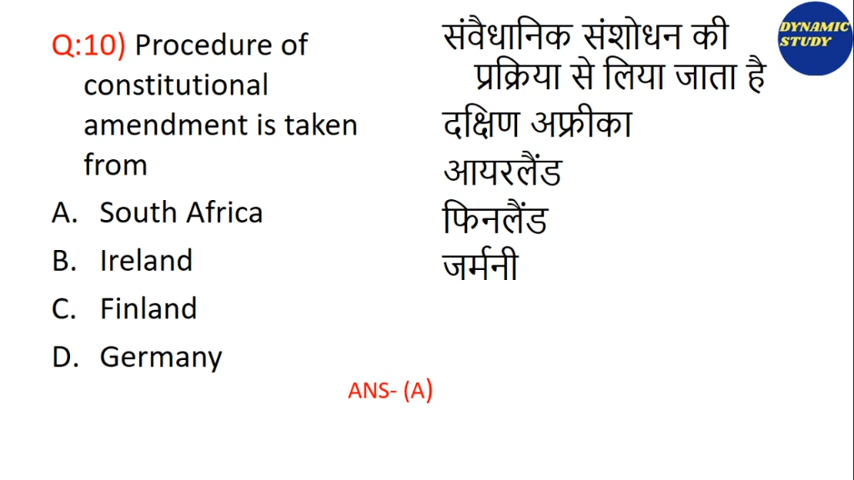 Q:10) Procedure of
constitutional
amendment is taken
from
A. South Africa
B. Ireland
C. Finland
D. Germany
ANS- (A)
संवैधानिक संशोधन की
प्रक्रिया से लिया जाता है
दक्षिण अफ्रीका
आयरलैंड
फिनलैंड
जर्मनी
DYNAMIC
STUDY